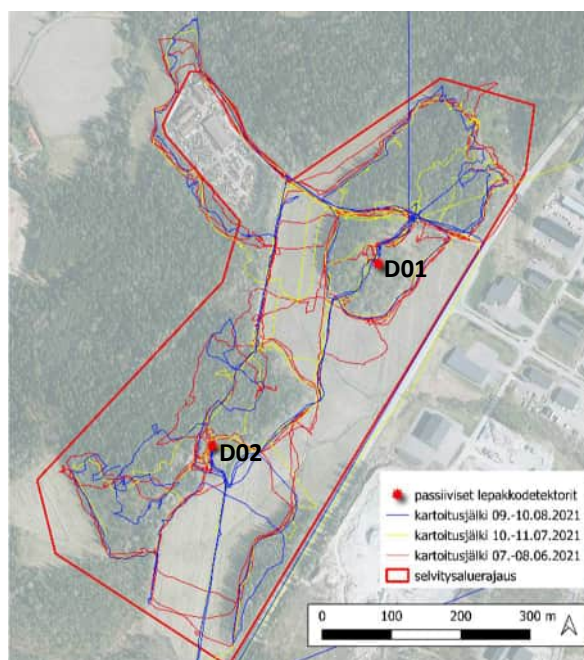 D01
D02
passiiviset lepakkodetektorit
kartoitusjälki 09.-10.08.2021
kartoitusjälki 10.-11.07.2021
kartoitusjälki 07.-08.06.2021
selvitysaluerajaus
0 100 200 300 m